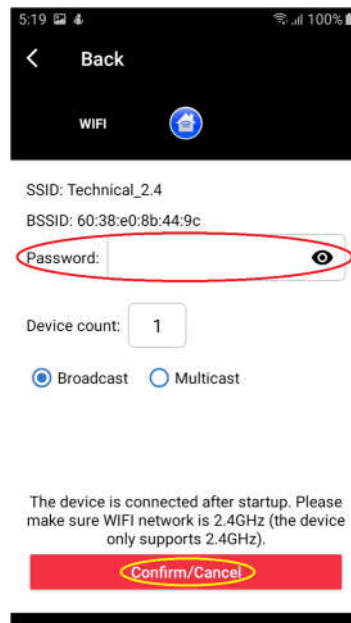 5:19 100%
Back
WIFI
SSID: Technical_2.4
BSSID: 60:38:e0:8b:44:9c
Password:
Device count: 1
Broadcast Multicast
The device is connected after startup. Please
make sure WIFI network is 2.4GHz (the device
only supports 2.4GHz).
Confirm/Cancel